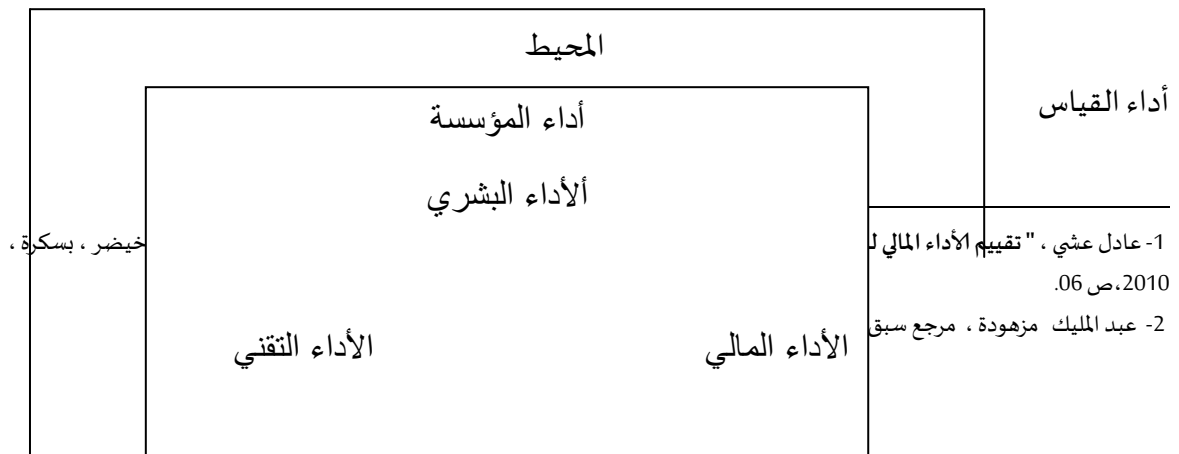 المحيط
أداء القياس
أداء المؤسسة
ألأداء البشري
1- عادل عشي ، " تقييم الأداء المالي لـ
خيضر ، بسكرة ،
2010،ص 06.
2- عبد المليك مزهودة ، مرجع سبق
الأداء المالي
الأداء التقني